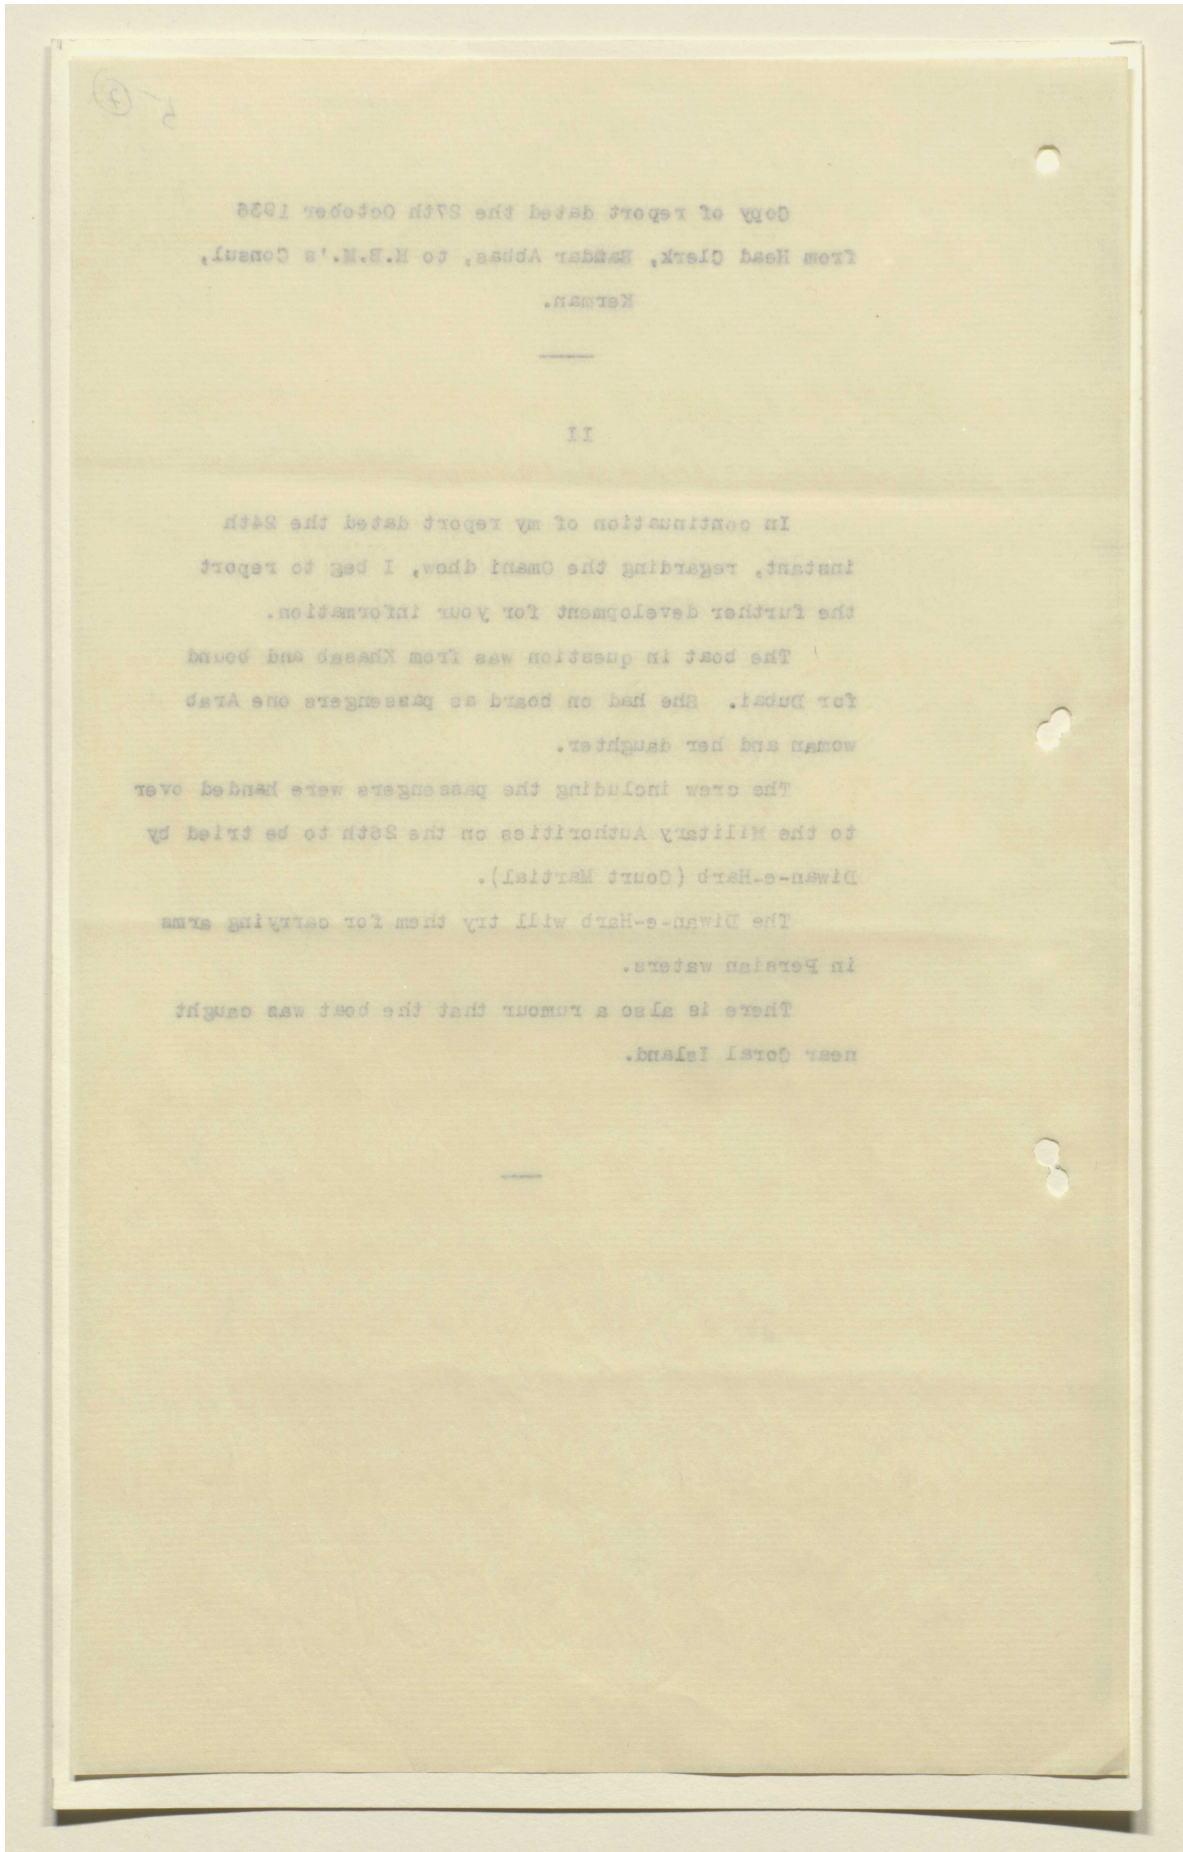 5
Copy of report dated the 27th October 1936
from Head Clerk, Bandar Abbas, to H.B.M.'s Consul,
Kerman.
II
In continuation of my report dated the 24th
instant, regarding the Omani dhow, I beg to report
the further development for your information.
The boat in question was from Khasab and bound
for Dubai. She had on board as passengers one Arab
woman and her daughter.
The crew including the passengers were handed over
to the Military Authorities on the 26th to be tried by
Diwan-e-Harb (Court Martial).
The Diwan-e-Harb will try them for carrying arms
in Persian waters.
There is also a rumour that the boat was caught
near Coral Island.